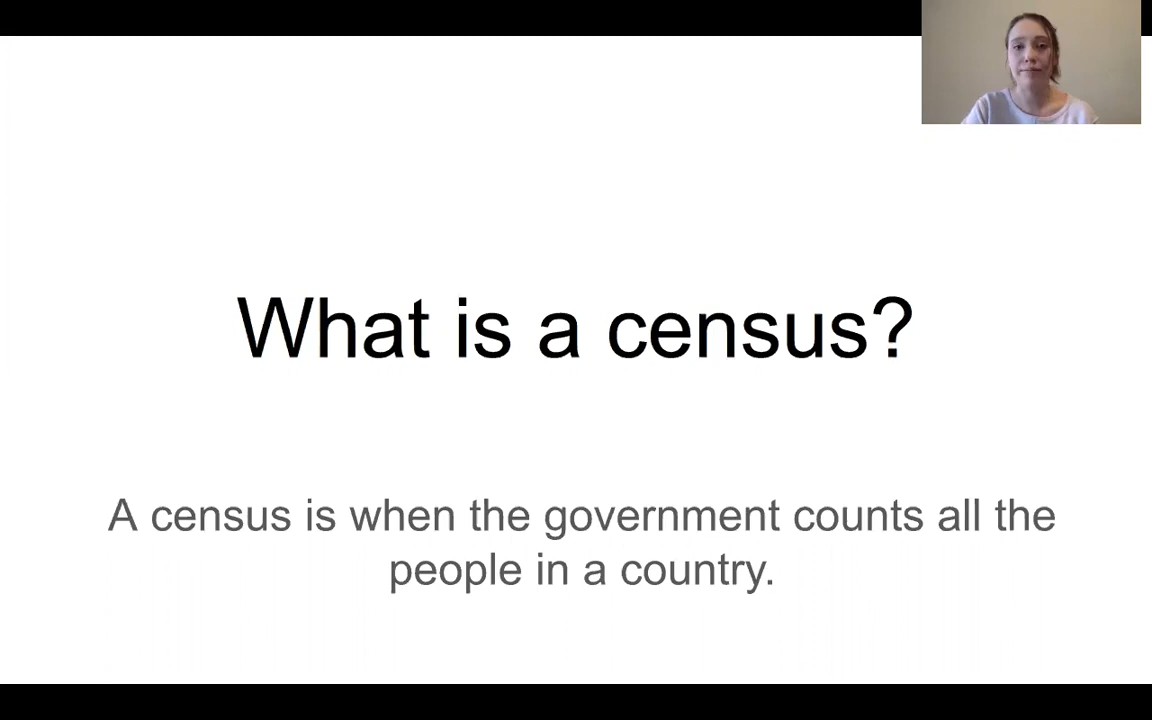 What is a census?
A census is when the government counts all the
people in a country.